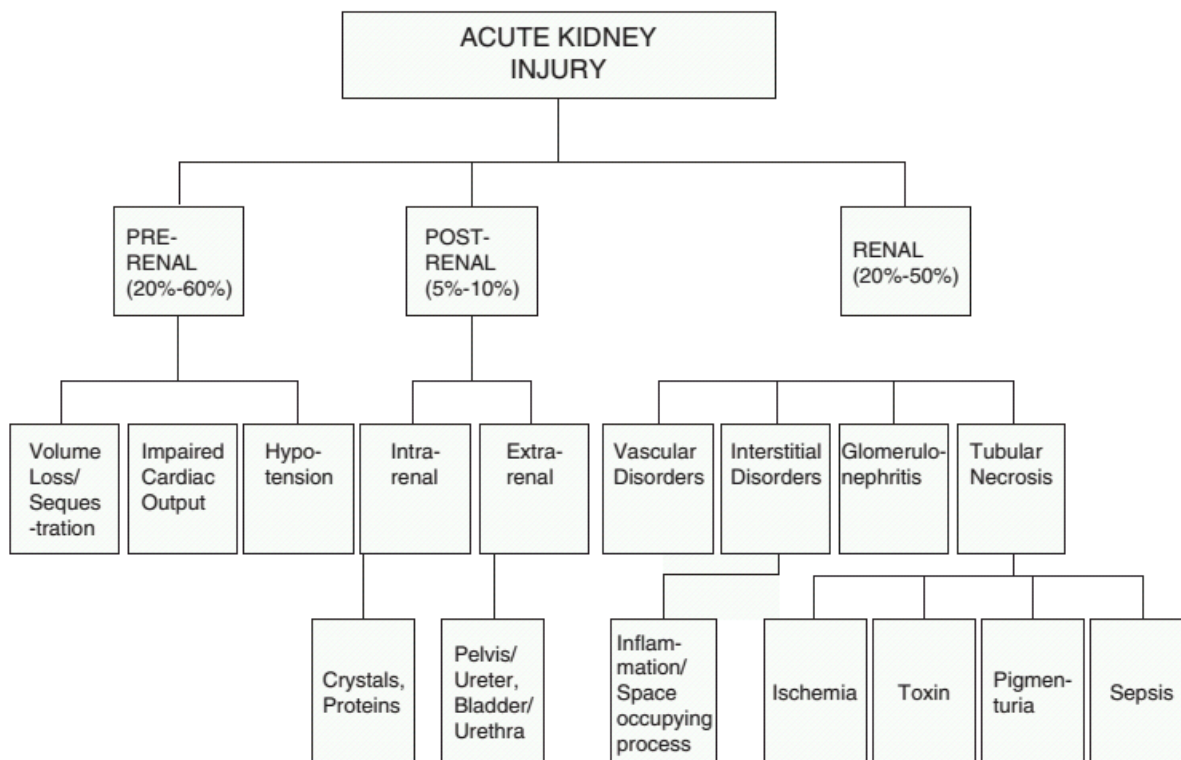 ACUTE KIDNEY
INJURY
PRE-
RENAL
(20%-60%)
POST-
RENAL
(5%-10%)
RENAL
(20%-50%)
Volume
Loss/
Seques
-tration
Impaired
Cardiac
Output
Hypo-
tension
Intra-
renal
Extra-
renal
Vascular
Disorders
Interstitial
Disorders
Glomerulo-
nephritis
Tubular
Necrosis
Crystals,
Proteins
Pelvis/
Ureter,
Bladder/
Urethra
Inflam-
mation/
Space
occupying
process
Ischemia
Toxin
Pigmen-
turia
Sepsis